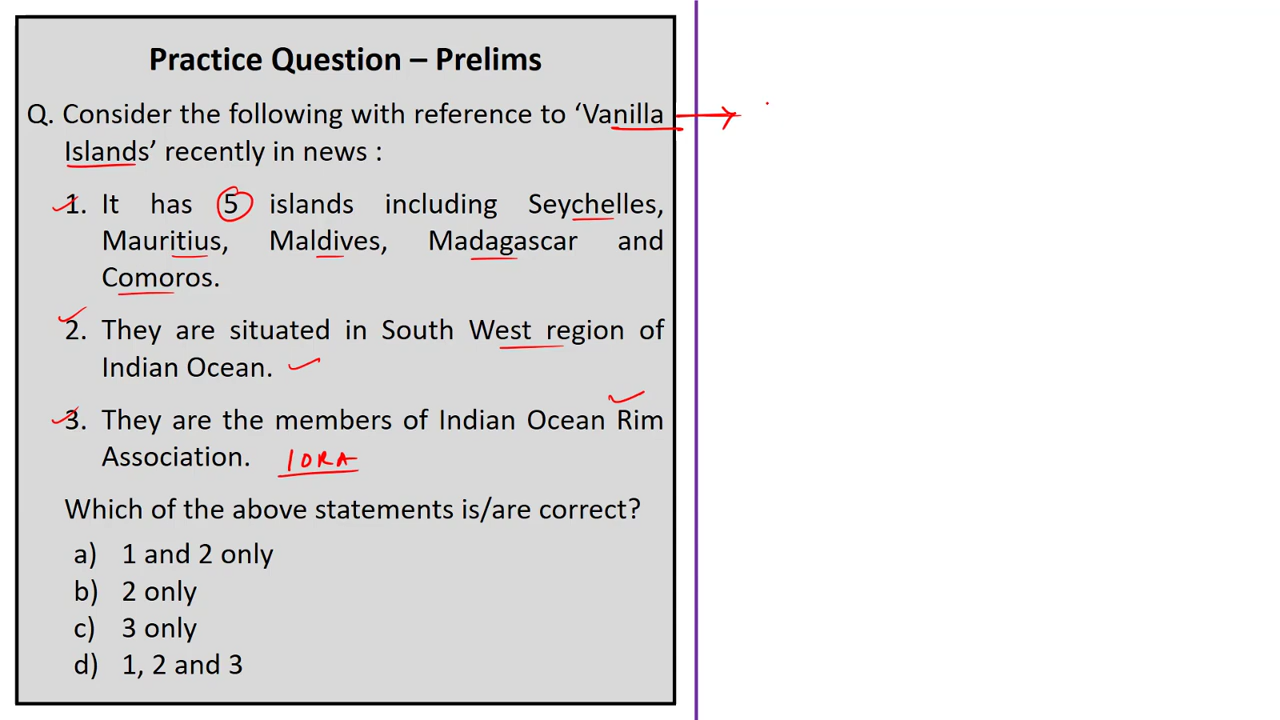 Practice Question – Prelims
Q. Consider the following with reference to ‘Vanilla
Islands’ recently in news :
1. It has 5 islands including Seychelles,
Mauritius, Maldives, Madagascar and
Comoros.
2. They are situated in South West region of
Indian Ocean.
3. They are the members of Indian Ocean Rim
Association. IORA
Which of the above statements is/are correct?
a) 1 and 2 only
b) 2 only
c) 3 only
d) 1, 2 and 3